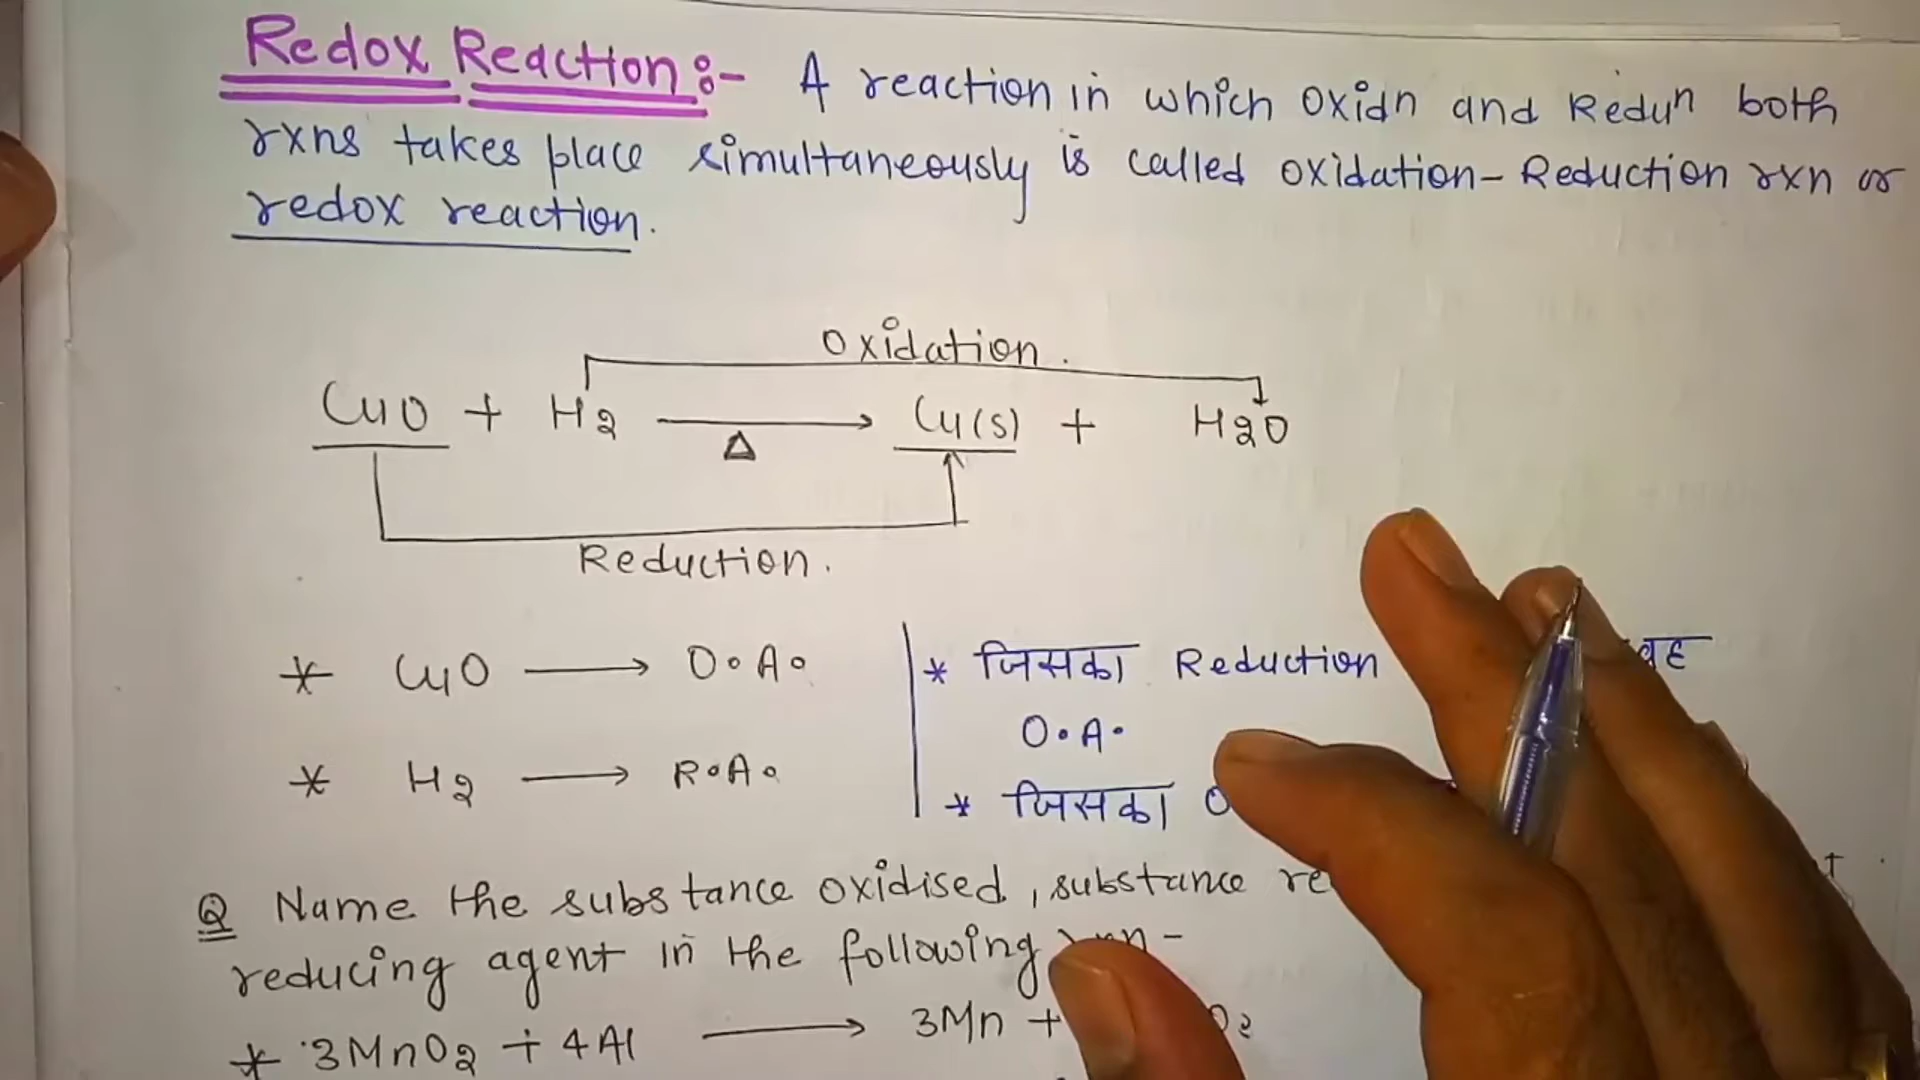 Redox Reaction :- A reaction in which oxidn and Redun both
rxns takes place simultaneously is called oxidation-Reduction rxn or
redox reaction.
Oxidation.
CuO + H2 → Cu(s) + H2O
Δ
Reduction.
* CuO → O.A.
* जिसका Reduction वह
O.A.
* H2 → R.A.
* जिसका O
Q Name the substance oxidised, substance re
reducing agent in the following -
* 3MnO2 + 4Al → 3Mn +